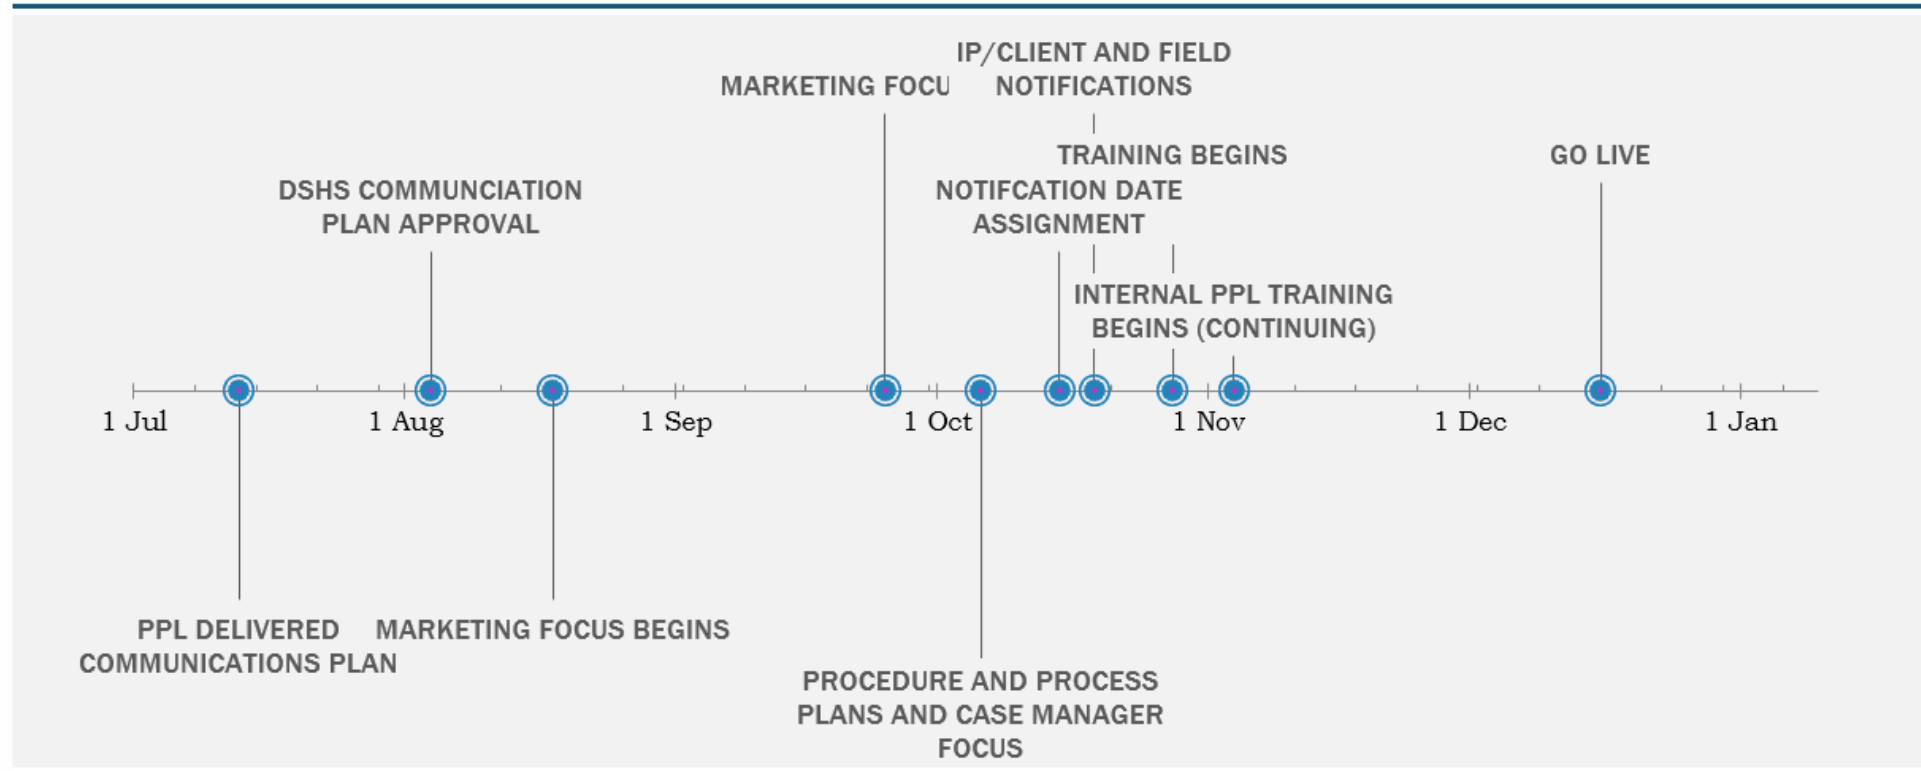 IP/CLIENT AND FIELD
NOTIFICATIONS
MARKETING FOCU
TRAINING BEGINS
GO LIVE
DSHS COMMUNCIATION
PLAN APPROVAL
NOTIFCATION DATE
ASSIGNMENT
INTERNAL PPL TRAINING
BEGINS (CONTINUING)
1 Jul
1 Aug
1 Sep
1 Oct
1 Nov
1 Dec
1 Jan
PPL DELIVERED
COMMUNICATIONS PLAN
MARKETING FOCUS BEGINS
PROCEDURE AND PROCESS
PLANS AND CASE MANAGER
FOCUS